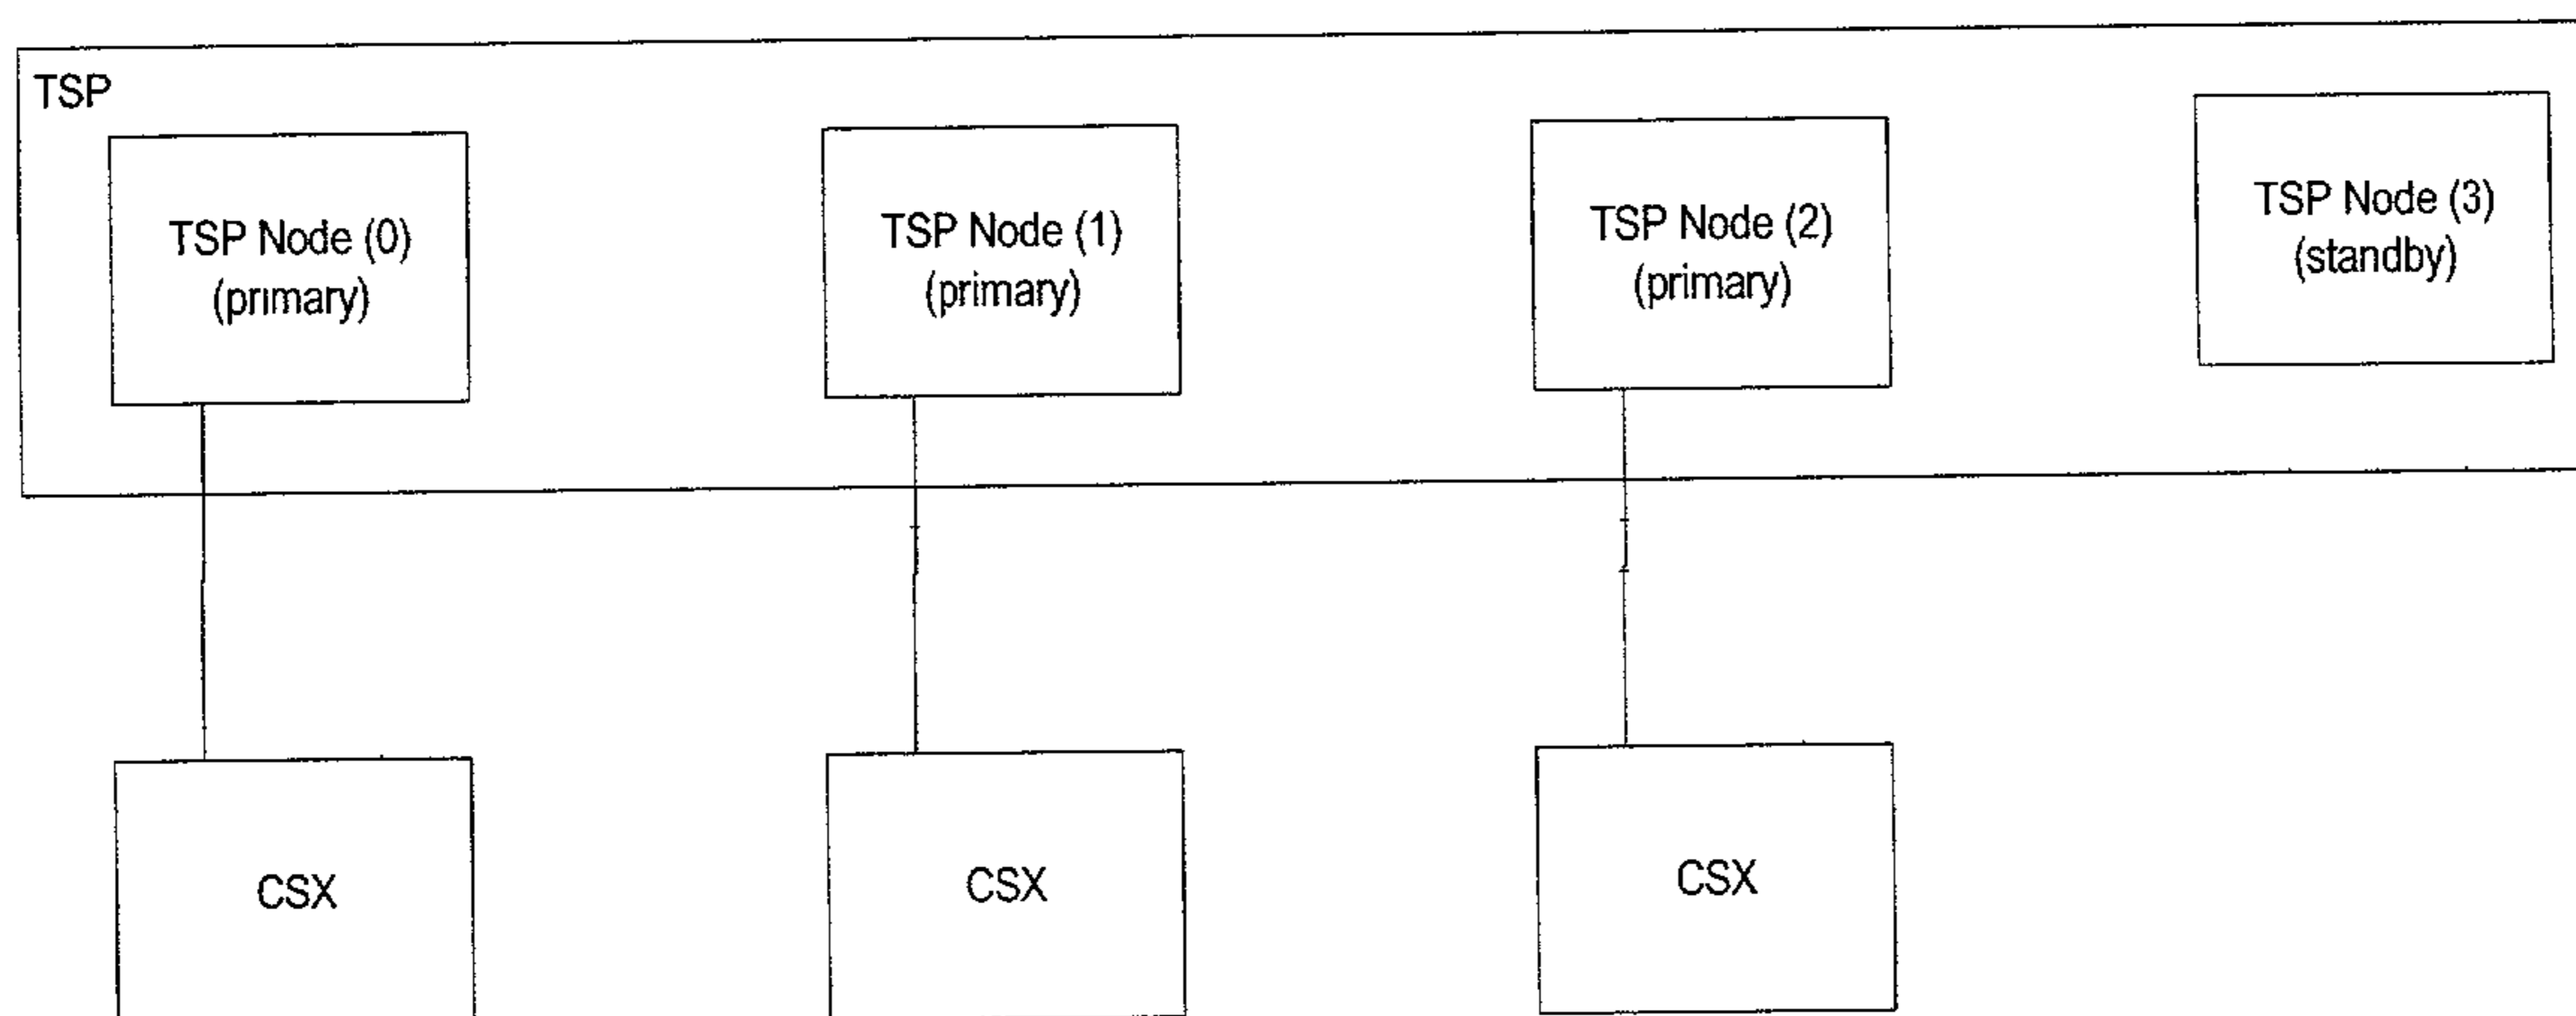 TSP
TSP Node (0)
(primary)
TSP Node (1)
(primary)
TSP Node (2)
(primary)
TSP Node (3)
(standby)
CSX
CSX
CSX